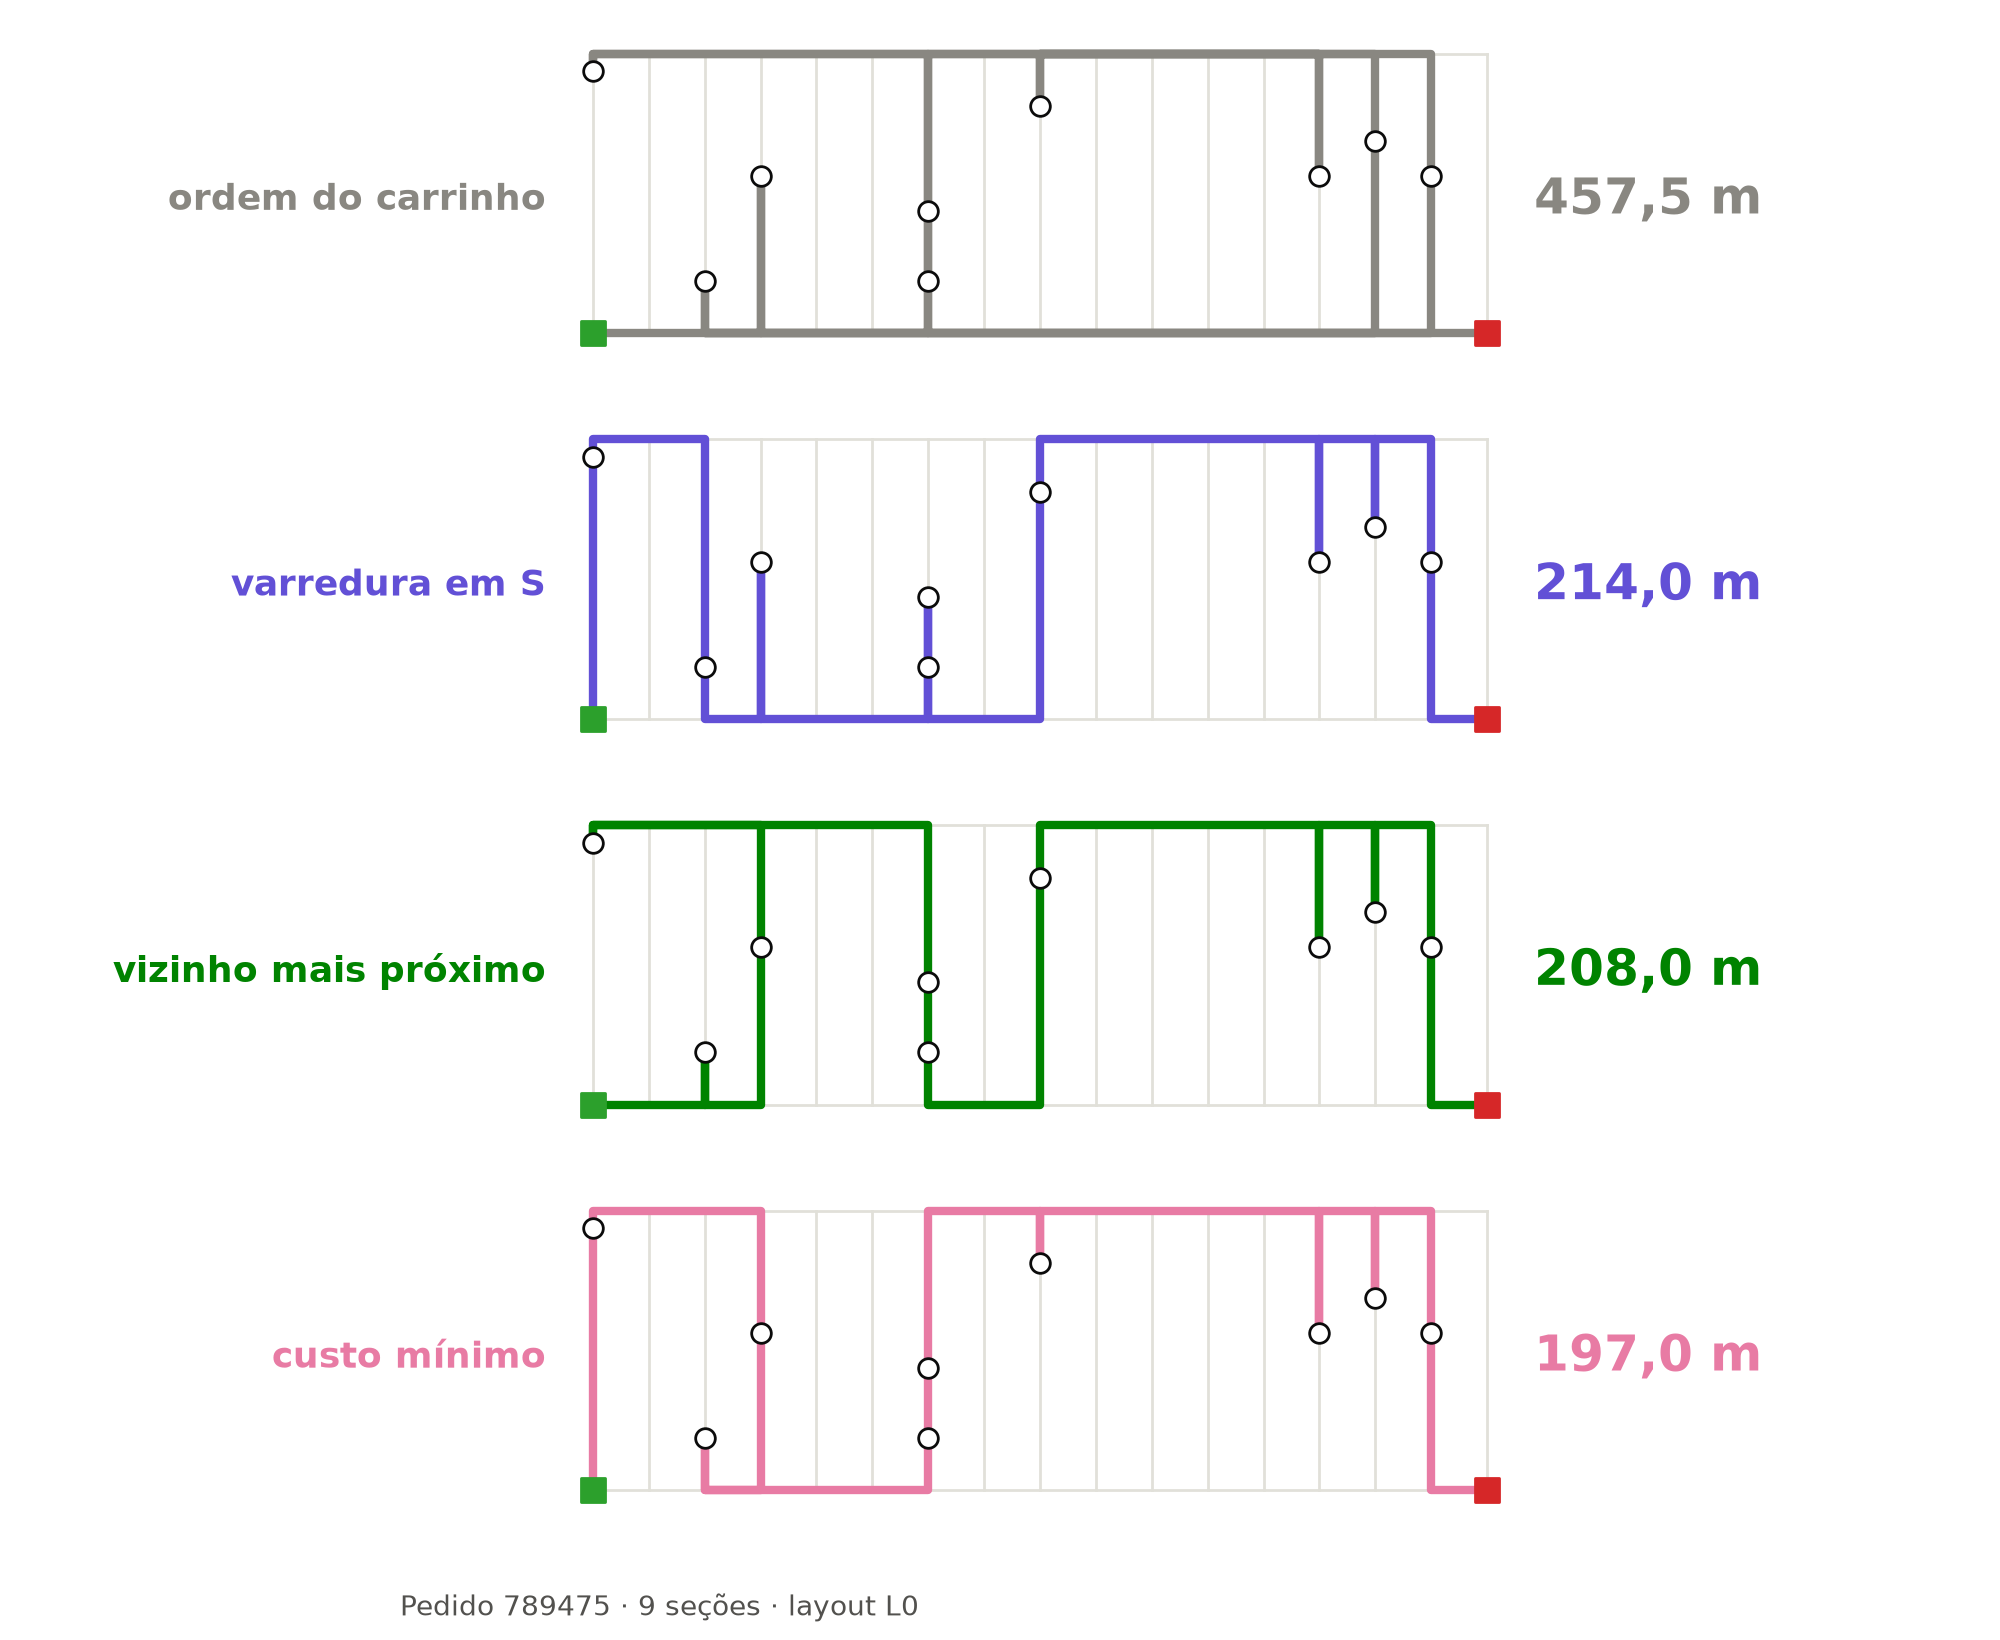 ordem do carrinho
457,5 m
varredura em S
214,0 m
vizinho mais próximo
208,0 m
custo mínimo
197,0 m
Pedido 789475 · 9 seções · layout L0